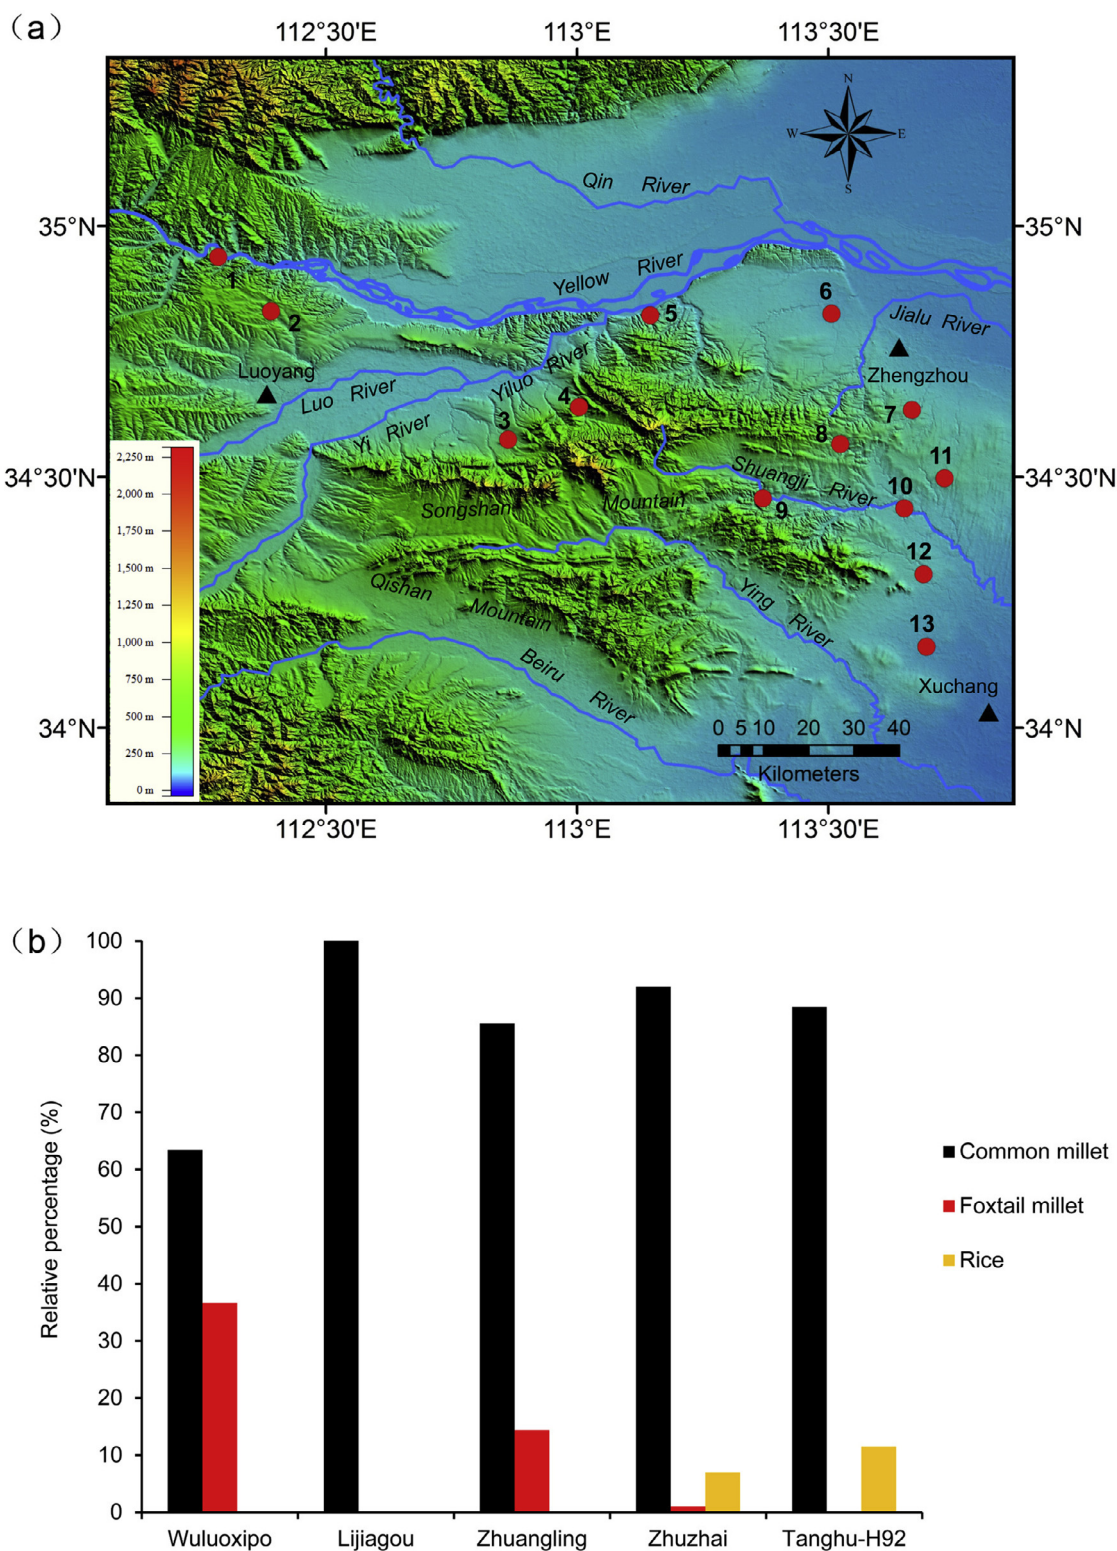 (a)
112°30'E 113°E 113°30'E
N
W E
S
35°N 35°N
Qin River
Yellow River
1
2
5
6
Jialu River
Luoyang
Zhengzhou
Luo River
Yiluo River
Yi River
3
4
7
8
34°30'N 34°30'N
2,250 m
2,000 m
1,750 m
1,500 m
1,250 m
1,000 m
750 m
500 m
250 m
0 m
Shuangji River
9
10
11
Songshan Mountain
12
Qishan Mountain
Ying River
13
Beiru River
Xuchang
34°N 34°N
0 5 10 20 30 40
Kilometers
112°30'E 113°E 113°30'E
(b)
Relative percentage (%)
100
90
80
70
60
50
40
30
20
10
0
Common millet
Foxtail millet
Rice
Wuluoxipo Lijiagou Zhuangling Zhuzhai Tanghu-H92